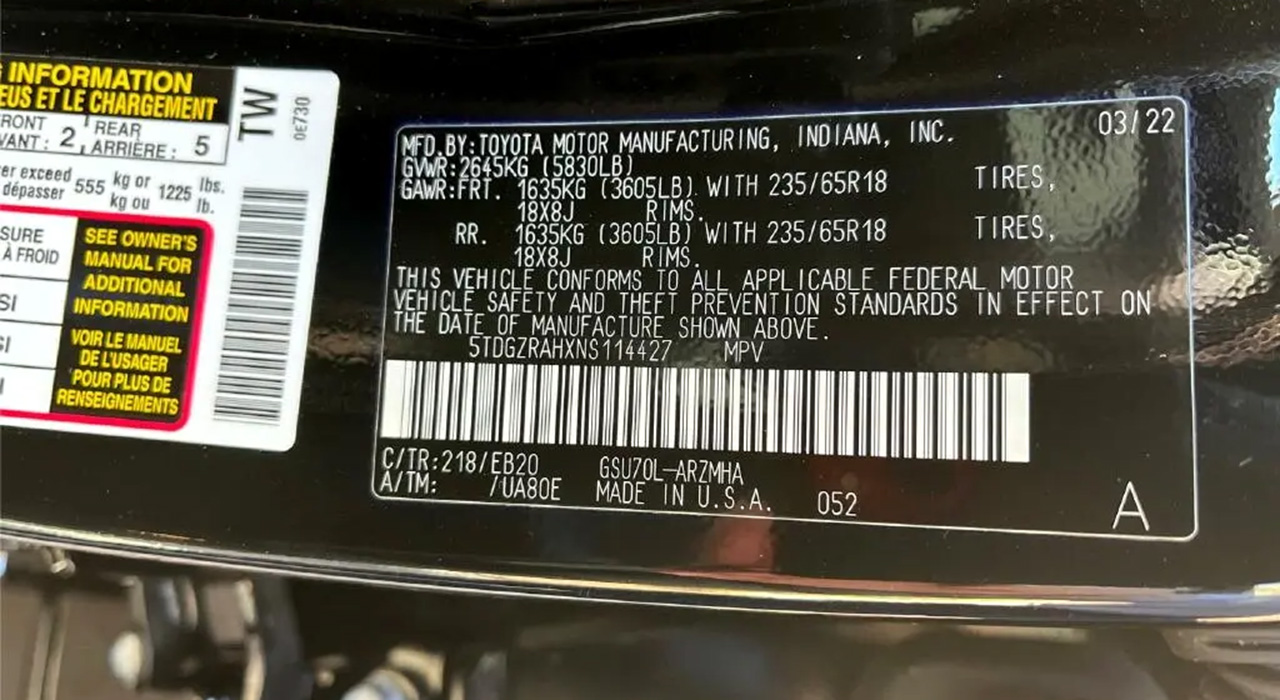 INFORMATION
EUS ET LE CHARGEMENT
FRONT
VANT : 2
REAR
ARRIÈRE : 5
er exceed
dépasser 555 kg or
kg ou 1225 lbs.
lb.
SURE
À FROID
SI
SI
I
SEE OWNER'S
MANUAL FOR
ADDITIONAL
INFORMATION
VOIR LE MANUEL
DE L'USAGER
POUR PLUS DE
RENSEIGNEMENTS
TW
0E730
03/22
MFD.BY:TOYOTA MOTOR MANUFACTURING, INDIANA, INC.
GVWR:2645KG (5830LB)
GAWR:FRT. 1635KG (3605LB) WITH 235/65R18 TIRES,
18X8J RIMS.
RR. 1635KG (3605LB) WITH 235/65R18 TIRES,
18X8J RIMS.
THIS VEHICLE CONFORMS TO ALL APPLICABLE FEDERAL MOTOR
VEHICLE SAFETY AND THEFT PREVENTION STANDARDS IN EFFECT ON
THE DATE OF MANUFACTURE SHOWN ABOVE.
5TDGZRAHXNS114427 MPV
C/TR:218/EB20 GSU70L-ARZMHA
A/TM: /UA80E MADE IN U.S.A. 052
A